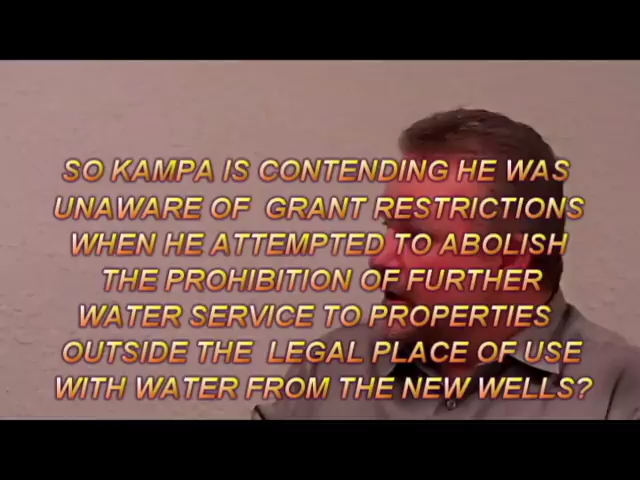 SO KAMPA IS CONTENDING HE WAS
UNAWARE OF GRANT RESTRICTIONS
WHEN HE ATTEMPTED TO ABOLISH
THE PROHIBITION OF FURTHER
WATER SERVICE TO PROPERTIES
OUTSIDE THE LEGAL PLACE OF USE
WITH WATER FROM THE NEW WELLS?